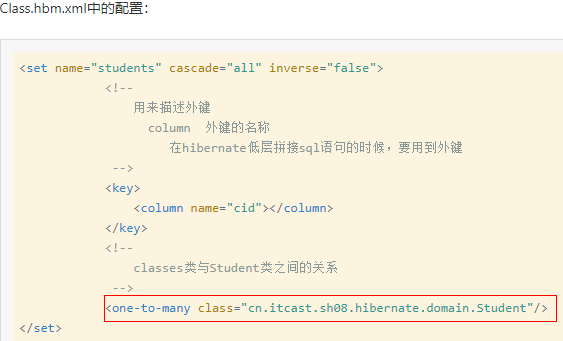 Class.hbm.xml中的配置：
<set name="students" cascade="all" inverse="false">
<!--
用来描述外键
column 外键的名称
在hibernate低层拼接sql语句的时候，要用到外键
-->
<key>
<column name="cid"></column>
</key>
<!--
classes类与Student类之间的关系
-->
<one-to-many class="cn.itcast.sh08.hibernate.domain.Student"/>
</set>